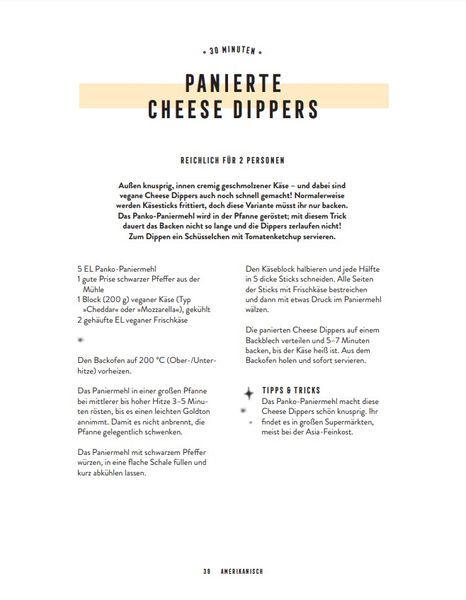 30 MINUTEN
PANIERTE
CHEESE DIPPERS
REICHLICH FÜR 2 PERSONEN
Außen knusprig, innen cremig geschmolzener Käse – und dabei sind
vegane Cheese Dippers auch noch schnell gemacht! Normalerweise
werden Käsesticks frittiert, doch diese Variante müsst ihr nur backen.
Das Panko-Paniermehl wird in der Pfanne geröstet; mit diesem Trick
dauert das Backen nicht so lange und die Dippers zerlaufen nicht!
Zum Dippen ein Schüsselchen mit Tomatenketchup servieren.
5 EL Panko-Paniermehl
1 gute Prise schwarzer Pfeffer aus der
Mühle
1 Block (200 g) veganer Käse (Typ
»Cheddar« oder »Mozzarella«), gekühlt
2 gehäufte EL veganer Frischkäse
Den Backofen auf 200 °C (Ober-/Unter-
hitze) vorheizen.
Das Paniermehl in einer großen Pfanne
bei mittlerer bis hoher Hitze 3–5 Minu-
ten rösten, bis es einen leichten Goldton
annimmt. Damit es nicht anbrennt, die
Pfanne gelegentlich schwenken.
Das Paniermehl mit schwarzem Pfeffer
würzen, in eine flache Schale füllen und
kurz abkühlen lassen.
Den Käseblock halbieren und jede Hälfte
in 5 dicke Sticks schneiden. Alle Seiten
der Sticks mit Frischkäse bestreichen
und dann mit etwas Druck im Paniermehl
wälzen.
Die panierten Cheese Dippers auf einem
Backblech verteilen und 5–7 Minuten
backen, bis der Käse heiß ist. Aus dem
Backofen holen und sofort servieren.
TIPPS & TRICKS
Das Panko-Paniermehl macht diese
Cheese Dippers schön knusprig. Ihr
findet es in großen Supermärkten,
meist bei der Asia-Feinkost.
38 AMERIKANISCH